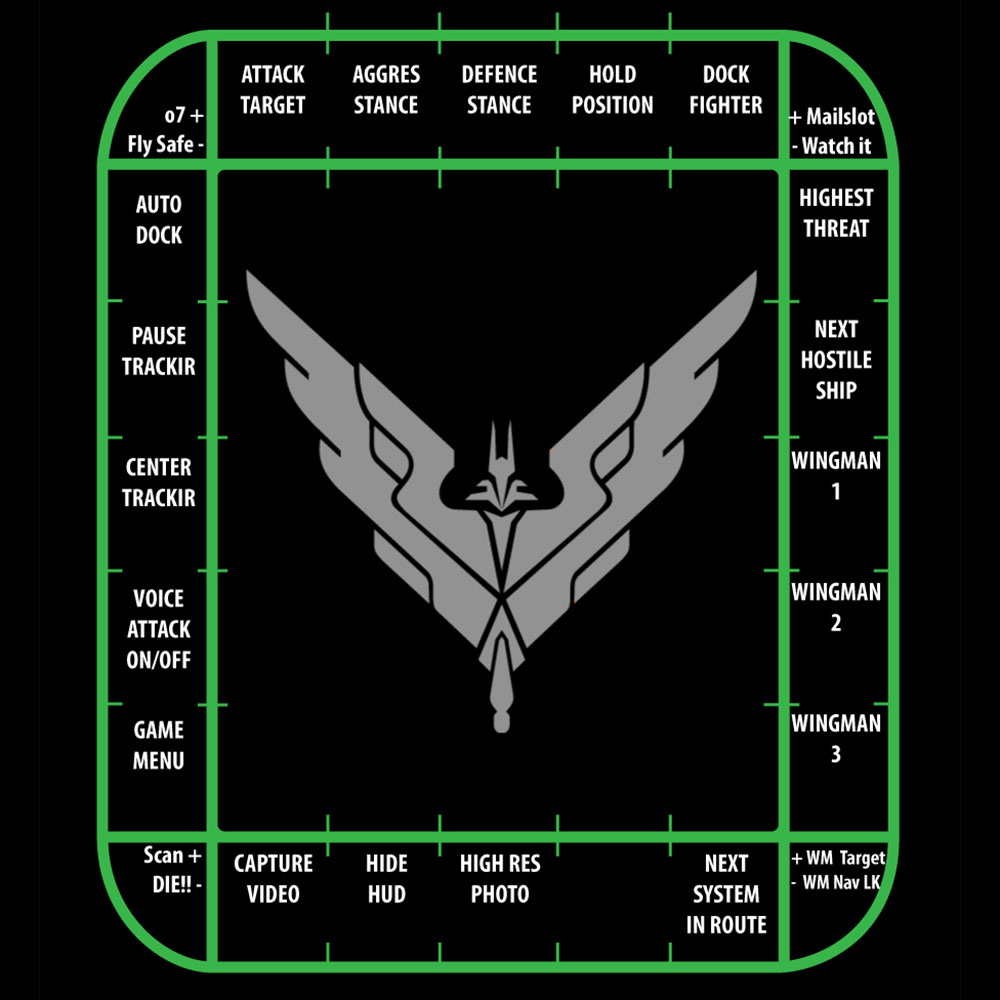 ATTACK
TARGET
AGGRES
STANCE
DEFENCE
STANCE
HOLD
POSITION
DOCK
FIGHTER
o7 +
Fly Safe -
+ Mailslot
- Watch it
AUTO
DOCK
PAUSE
TRACKIR
CENTER
TRACKIR
VOICE
ATTACK
ON/OFF
GAME
MENU
HIGHEST
THREAT
NEXT
HOSTILE
SHIP
WINGMAN
1
WINGMAN
2
WINGMAN
3
Scan +
DIE!! -
CAPTURE
VIDEO
HIDE
HUD
HIGH RES
PHOTO
NEXT
SYSTEM
IN ROUTE
+ WM Target
- WM Nav LK